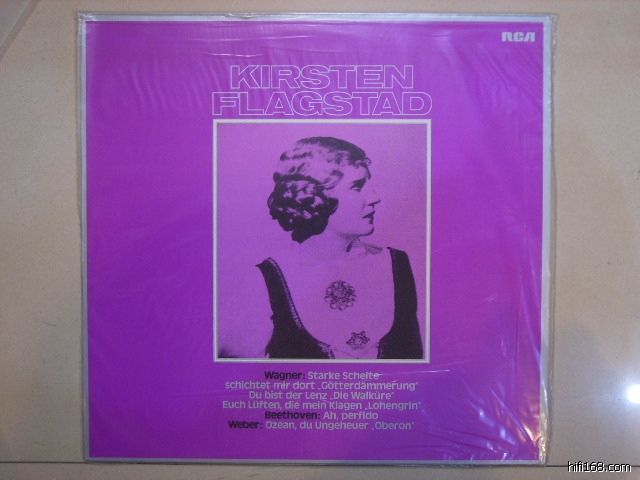 RCA
KIRSTEN
FLAGSTAD
Wagner: Starke Scheite
schichtet mir dort „Götterdämmerung“
Du bist der Lenz „Die Walküre“
Euch Lüften, die mein Klagen „Lohengrin“
Beethoven: Ah, perfido
Weber: Ozean, du Ungeheuer „Oberon“
hifi168.com